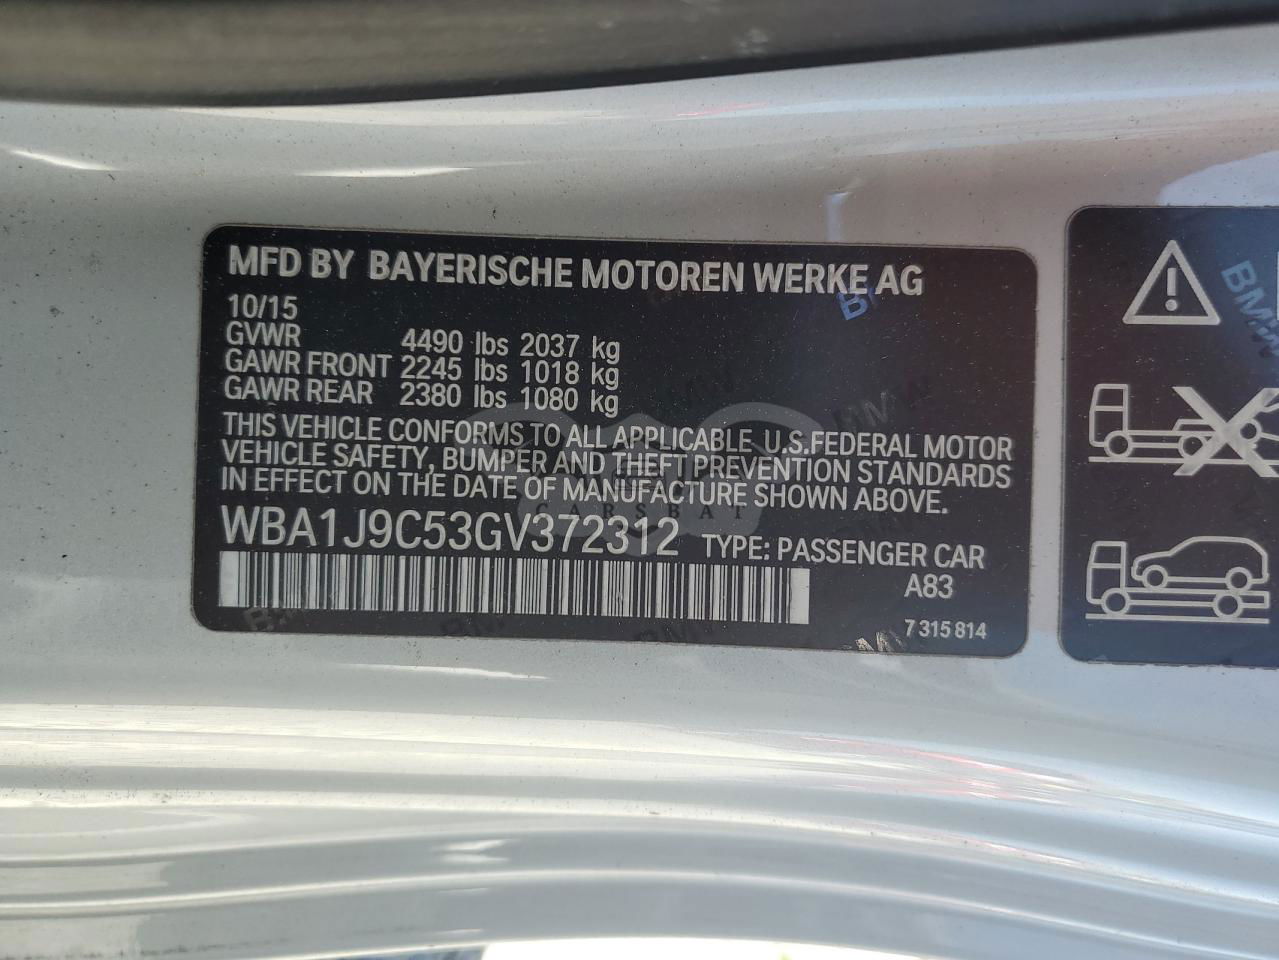 MFD BY BAYERISCHE MOTOREN WERKE AG
10/15
GVWR 4490 lbs 2037 kg
GAWR FRONT 2245 lbs 1018 kg
GAWR REAR 2380 lbs 1080 kg
THIS VEHICLE CONFORMS TO ALL APPLICABLE U.S.FEDERAL MOTOR
VEHICLE SAFETY, BUMPER AND THEFT PREVENTION STANDARDS
IN EFFECT ON THE DATE OF MANUFACTURE SHOWN ABOVE.
WBA1J9C53GV372312 TYPE: PASSENGER CAR
A83
7 315 814
BMW
CARSBAT